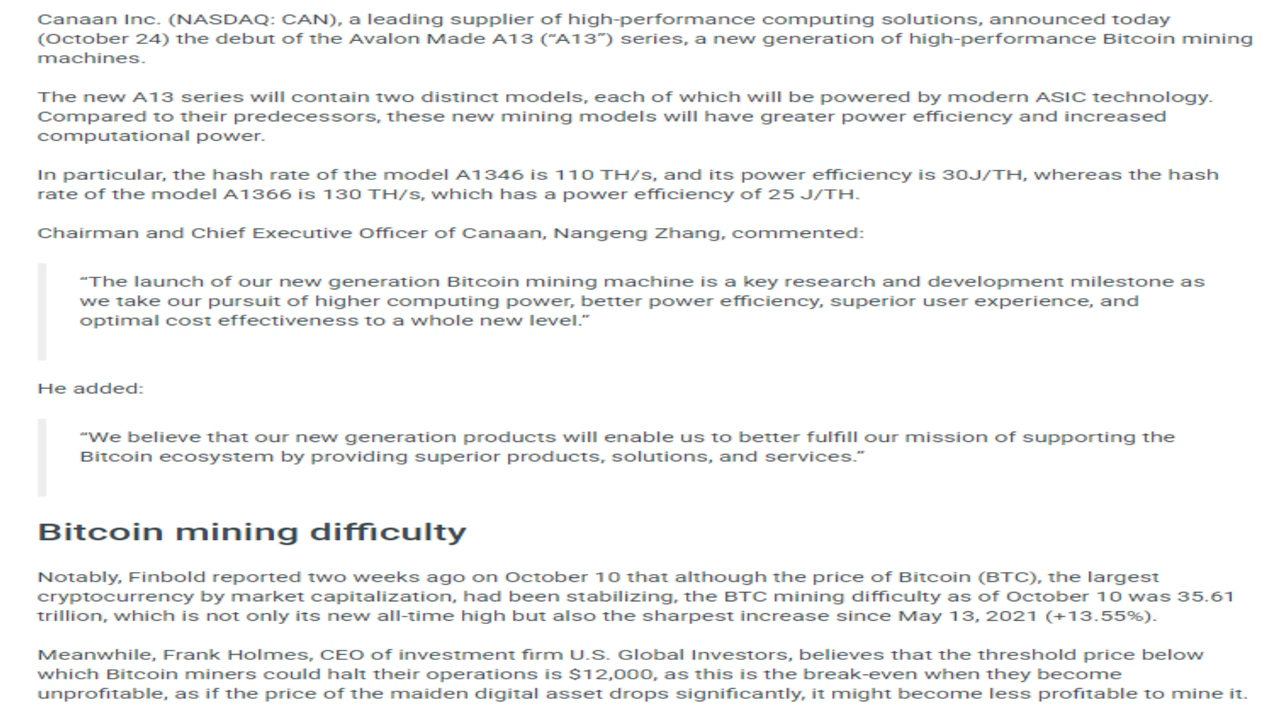 Canaan Inc. (NASDAQ: CAN), a leading supplier of high-performance computing solutions, announced today
(October 24) the debut of the Avalon Made A13 (“A13”) series, a new generation of high-performance Bitcoin mining
machines.
The new A13 series will contain two distinct models, each of which will be powered by modern ASIC technology.
Compared to their predecessors, these new mining models will have greater power efficiency and increased
computational power.
In particular, the hash rate of the model A1346 is 110 TH/s, and its power efficiency is 30J/TH, whereas the hash
rate of the model A1366 is 130 TH/s, which has a power efficiency of 25 J/TH.
Chairman and Chief Executive Officer of Canaan, Nangeng Zhang, commented:
“The launch of our new generation Bitcoin mining machine is a key research and development milestone as
we take our pursuit of higher computing power, better power efficiency, superior user experience, and
optimal cost effectiveness to a whole new level.”
He added:
“We believe that our new generation products will enable us to better fulfill our mission of supporting the
Bitcoin ecosystem by providing superior products, solutions, and services.”
Bitcoin mining difficulty
Notably, Finbold reported two weeks ago on October 10 that although the price of Bitcoin (BTC), the largest
cryptocurrency by market capitalization, had been stabilizing, the BTC mining difficulty as of October 10 was 35.61
trillion, which is not only its new all-time high but also the sharpest increase since May 13, 2021 (+13.55%).
Meanwhile, Frank Holmes, CEO of investment firm U.S. Global Investors, believes that the threshold price below
which Bitcoin miners could halt their operations is $12,000, as this is the break-even when they become
unprofitable, as if the price of the maiden digital asset drops significantly, it might become less profitable to mine it.